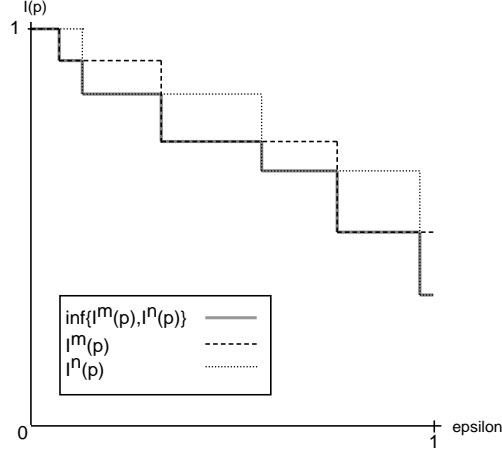 I(p)
1
inf{I^m(p),I^n(p)}
I^m(p)
I^n(p)
0
epsilon
1